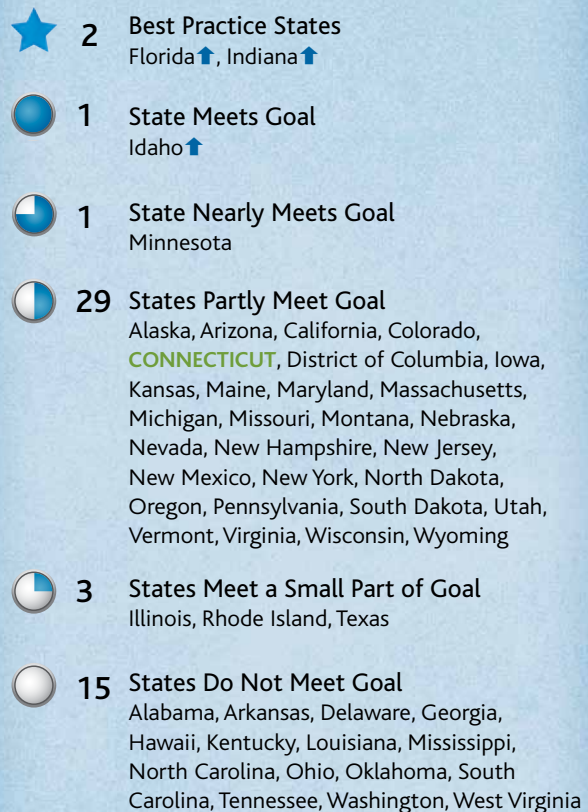 2 Best Practice States
Florida⬆, Indiana⬆
1 State Meets Goal
Idaho⬆
1 State Nearly Meets Goal
Minnesota
29 States Partly Meet Goal
Alaska, Arizona, California, Colorado,
CONNECTICUT, District of Columbia, Iowa,
Kansas, Maine, Maryland, Massachusetts,
Michigan, Missouri, Montana, Nebraska,
Nevada, New Hampshire, New Jersey,
New Mexico, New York, North Dakota,
Oregon, Pennsylvania, South Dakota, Utah,
Vermont, Virginia, Wisconsin, Wyoming
3 States Meet a Small Part of Goal
Illinois, Rhode Island, Texas
15 States Do Not Meet Goal
Alabama, Arkansas, Delaware, Georgia,
Hawaii, Kentucky, Louisiana, Mississippi,
North Carolina, Ohio, Oklahoma, South
Carolina, Tennessee, Washington, West Virginia